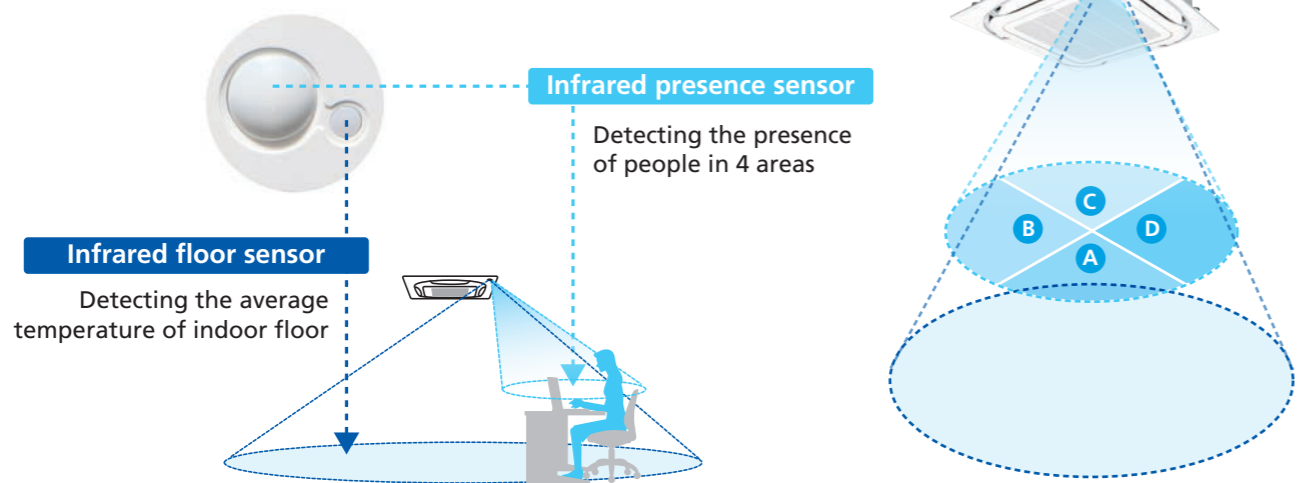 Infrared presence sensor
Detecting the presence
of people in 4 areas
Infrared floor sensor
Detecting the average
temperature of indoor floor
C
B
D
A